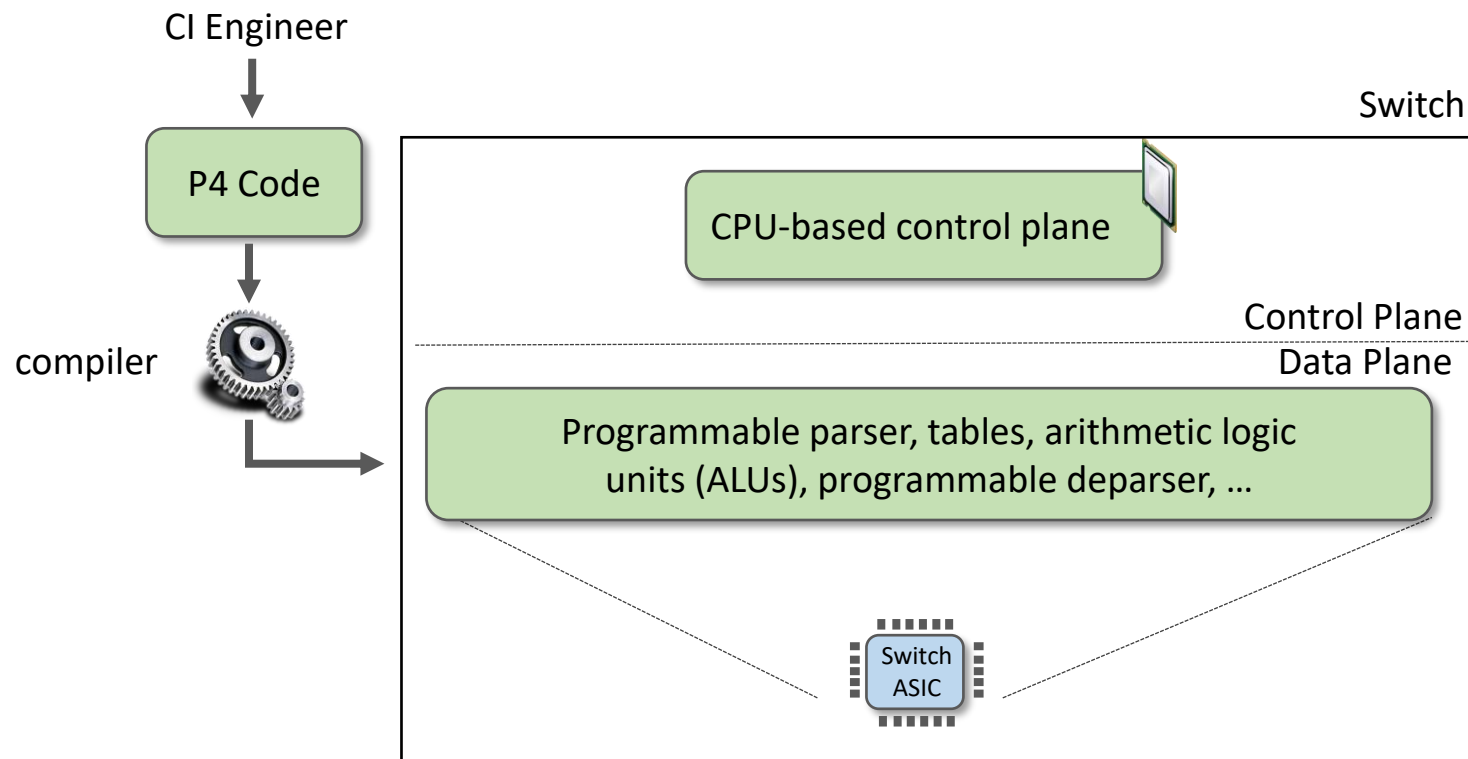 CI Engineer
Switch
P4 Code
CPU-based control plane
Control Plane
compiler
Data Plane
Programmable parser, tables, arithmetic logic
units (ALUs), programmable deparser, …
Switch
ASIC